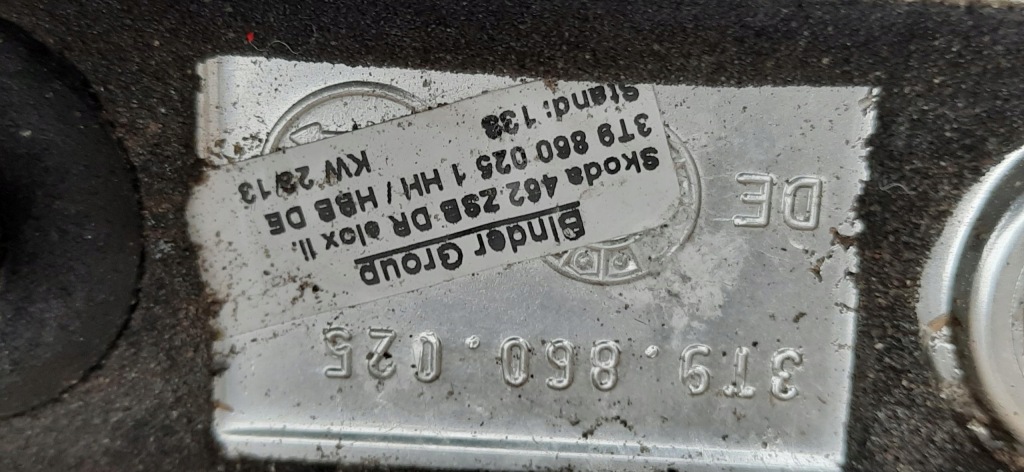 3T9.860.025
DE
Binder Group
Skoda 462 ZSB DR elox li.
3T9 860 025 1 HH / HBB DE
Stand: 138 KW 28/13